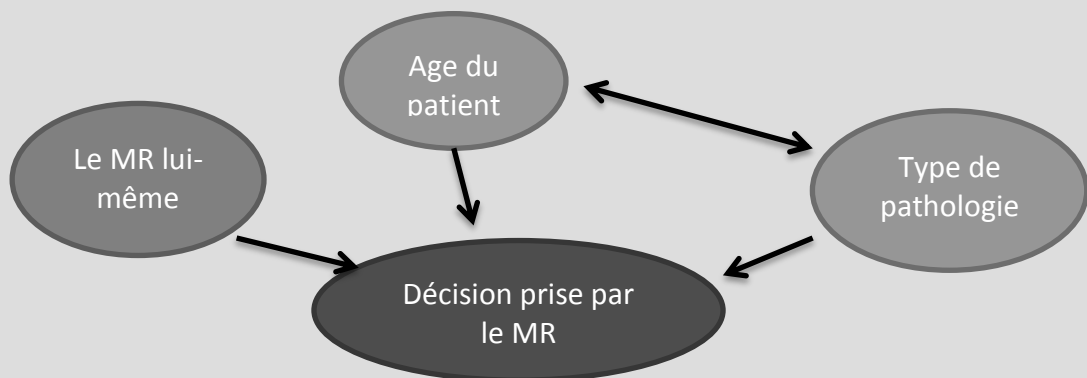 Age du
patient
Le MR lui-
même
Type de
pathologie
Décision prise par
le MR